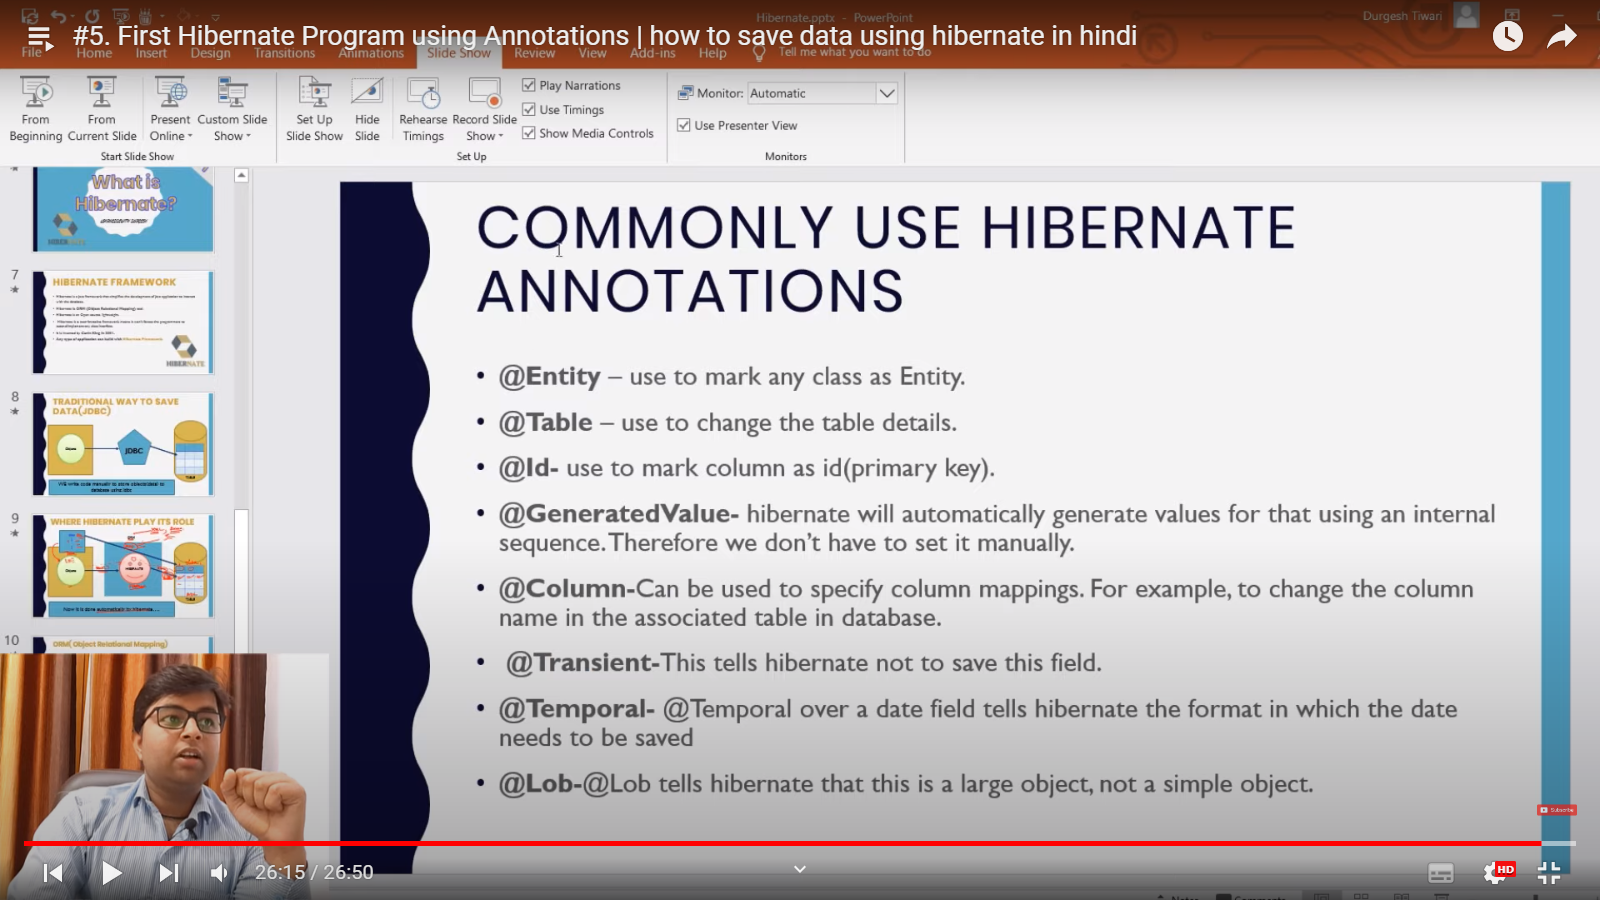 Hibernate.pptx - PowerPoint
Durgesh Tiwari
#5. First Hibernate Program using Annotations | how to save data using hibernate in hindi
File Home Insert Design Transitions Animations Slide Show Review View Add-ins Help Tell me what you want to do
From Beginning
From Current Slide
Present Online
Custom Slide Show
Start Slide Show
Set Up Slide Show
Hide Slide
Rehearse Timings
Record Slide Show
Play Narrations
Use Timings
Show Media Controls
Set Up
Monitor: Automatic
Use Presenter View
Monitors
What is
Hibernate?
7
HIBERNATE FRAMEWORK
HIBERNATE
8
TRADITIONAL WAY TO SAVE
DATA(JDBC)
JDBC
9
WHERE HIBERNATE PLAY ITS ROLE
10
ORM( Object Relational Mapping)
COMMONLY USE HIBERNATE
ANNOTATIONS
• @Entity – use to mark any class as Entity.
• @Table – use to change the table details.
• @Id- use to mark column as id(primary key).
• @GeneratedValue- hibernate will automatically generate values for that using an internal
sequence. Therefore we don’t have to set it manually.
• @Column-Can be used to specify column mappings. For example, to change the column
name in the associated table in database.
• @Transient-This tells hibernate not to save this field.
• @Temporal- @Temporal over a date field tells hibernate the format in which the date
needs to be saved
• @Lob-@Lob tells hibernate that this is a large object, not a simple object.
Subscribe
26:15 / 26:50
HD